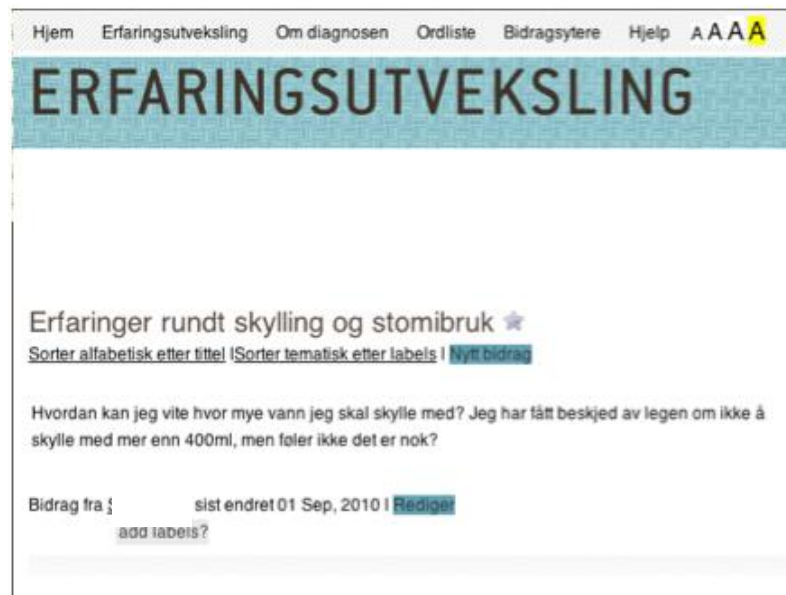 Hjem Erfaringsutveksling Om diagnosen Ordliste Bidragsytere Hjelp A A A A
ERFARINGSUTVEKSLING
Erfaringer rundt skylling og stomibruk
Sorter alfabetisk etter tittel | Sorter tematisk etter labels | Nytt bidrag
Hvordan kan jeg vite hvor mye vann jeg skal skylle med? Jeg har fått beskjed av legen om ikke å
skylle med mer enn 400ml, men føler ikke det er nok?
Bidrag fra sist endret 01 Sep, 2010 | Rediger
add labels?